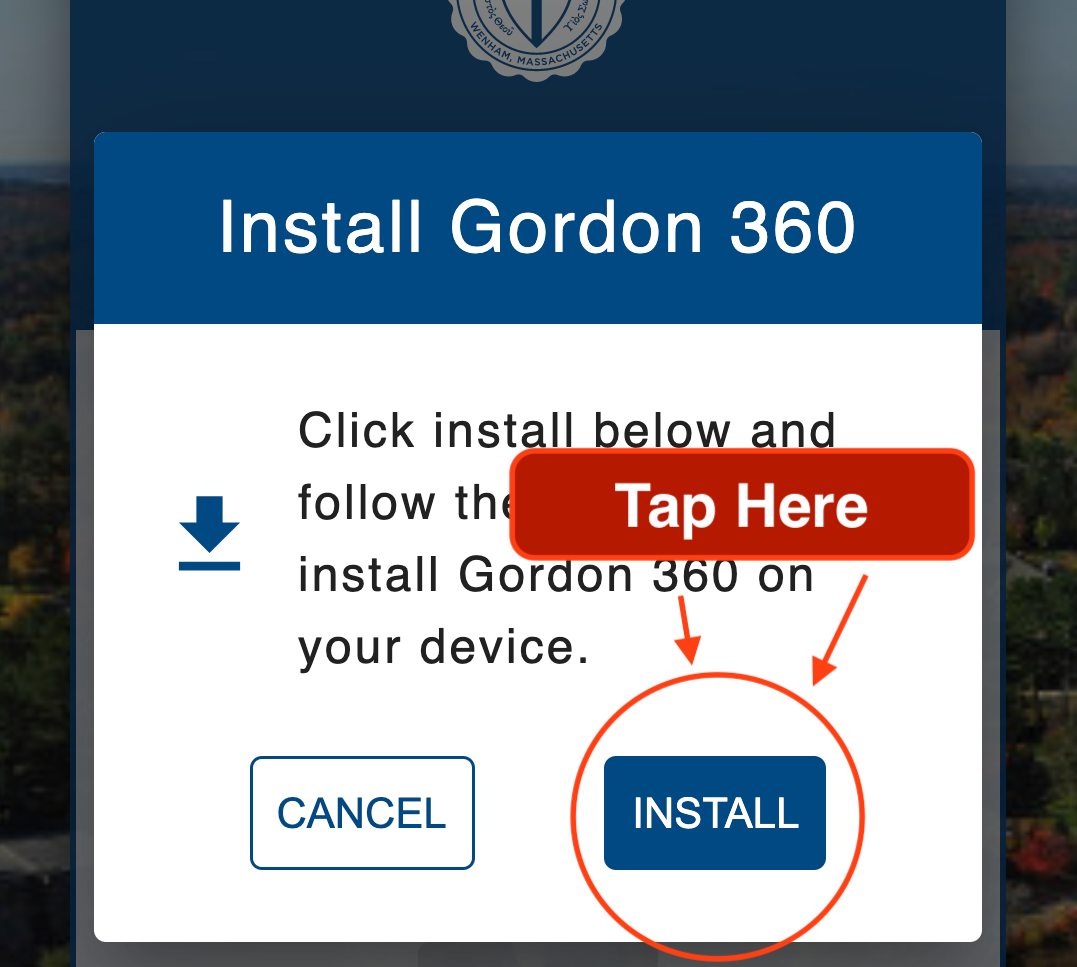 WENHAM, MASSACHUSETTS
Install Gordon 360
Click install below and
follow the
Tap Here
install Gordon 360 on
your device.
CANCEL
INSTALL